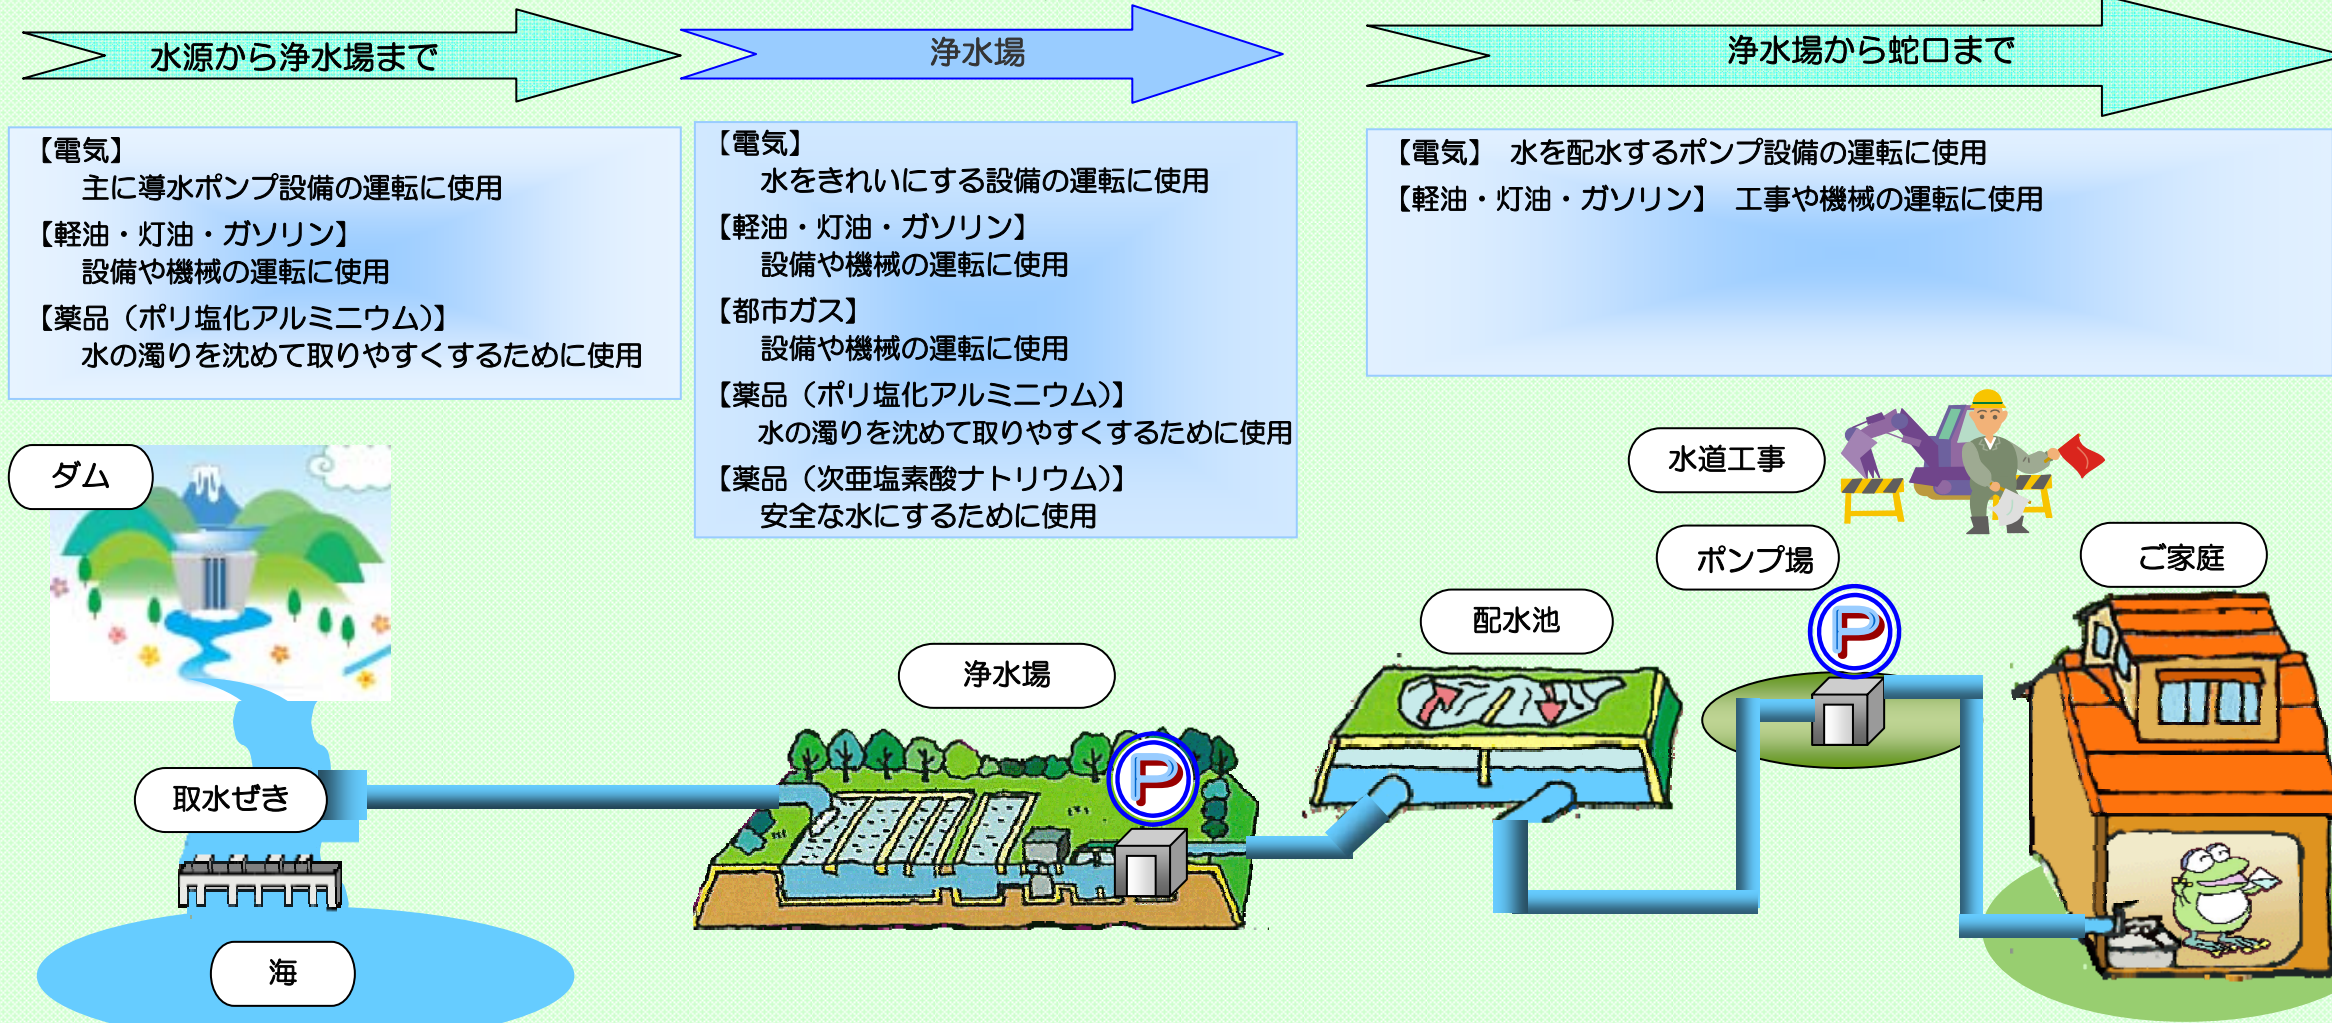 水源から浄水場まで
浄水場
浄水場から蛇口まで
【電気】
主に導水ポンプ設備の運転に使用
【軽油・灯油・ガソリン】
設備や機械の運転に使用
【薬品（ポリ塩化アルミニウム）】
水の濁りを沈めて取りやすくするために使用
【電気】
水をきれいにする設備の運転に使用
【軽油・灯油・ガソリン】
設備や機械の運転に使用
【都市ガス】
設備や機械の運転に使用
【薬品（ポリ塩化アルミニウム）】
水の濁りを沈めて取りやすくするために使用
【薬品（次亜塩素酸ナトリウム）】
安全な水にするために使用
【電気】 水を配水するポンプ設備の運転に使用
【軽油・灯油・ガソリン】 工事や機械の運転に使用
ダム
取水ぜき
海
浄水場
P
配水池
水道工事
ポンプ場
P
ご家庭